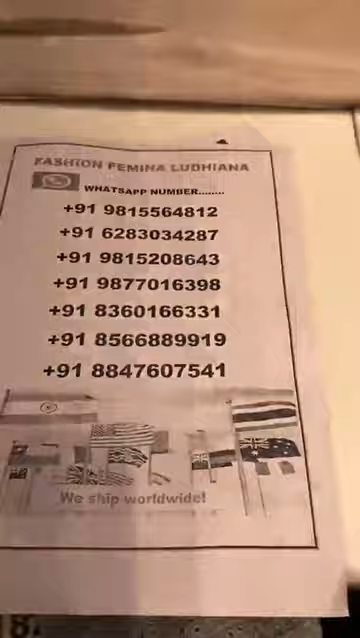 FASHION FEMINA LUDHIANA
WHATSAPP NUMBER........
+91 9815564812
+91 6283034287
+91 9815208643
+91 9877016398
+91 8360166331
+91 8566889919
+91 8847607541
We ship worldwide!